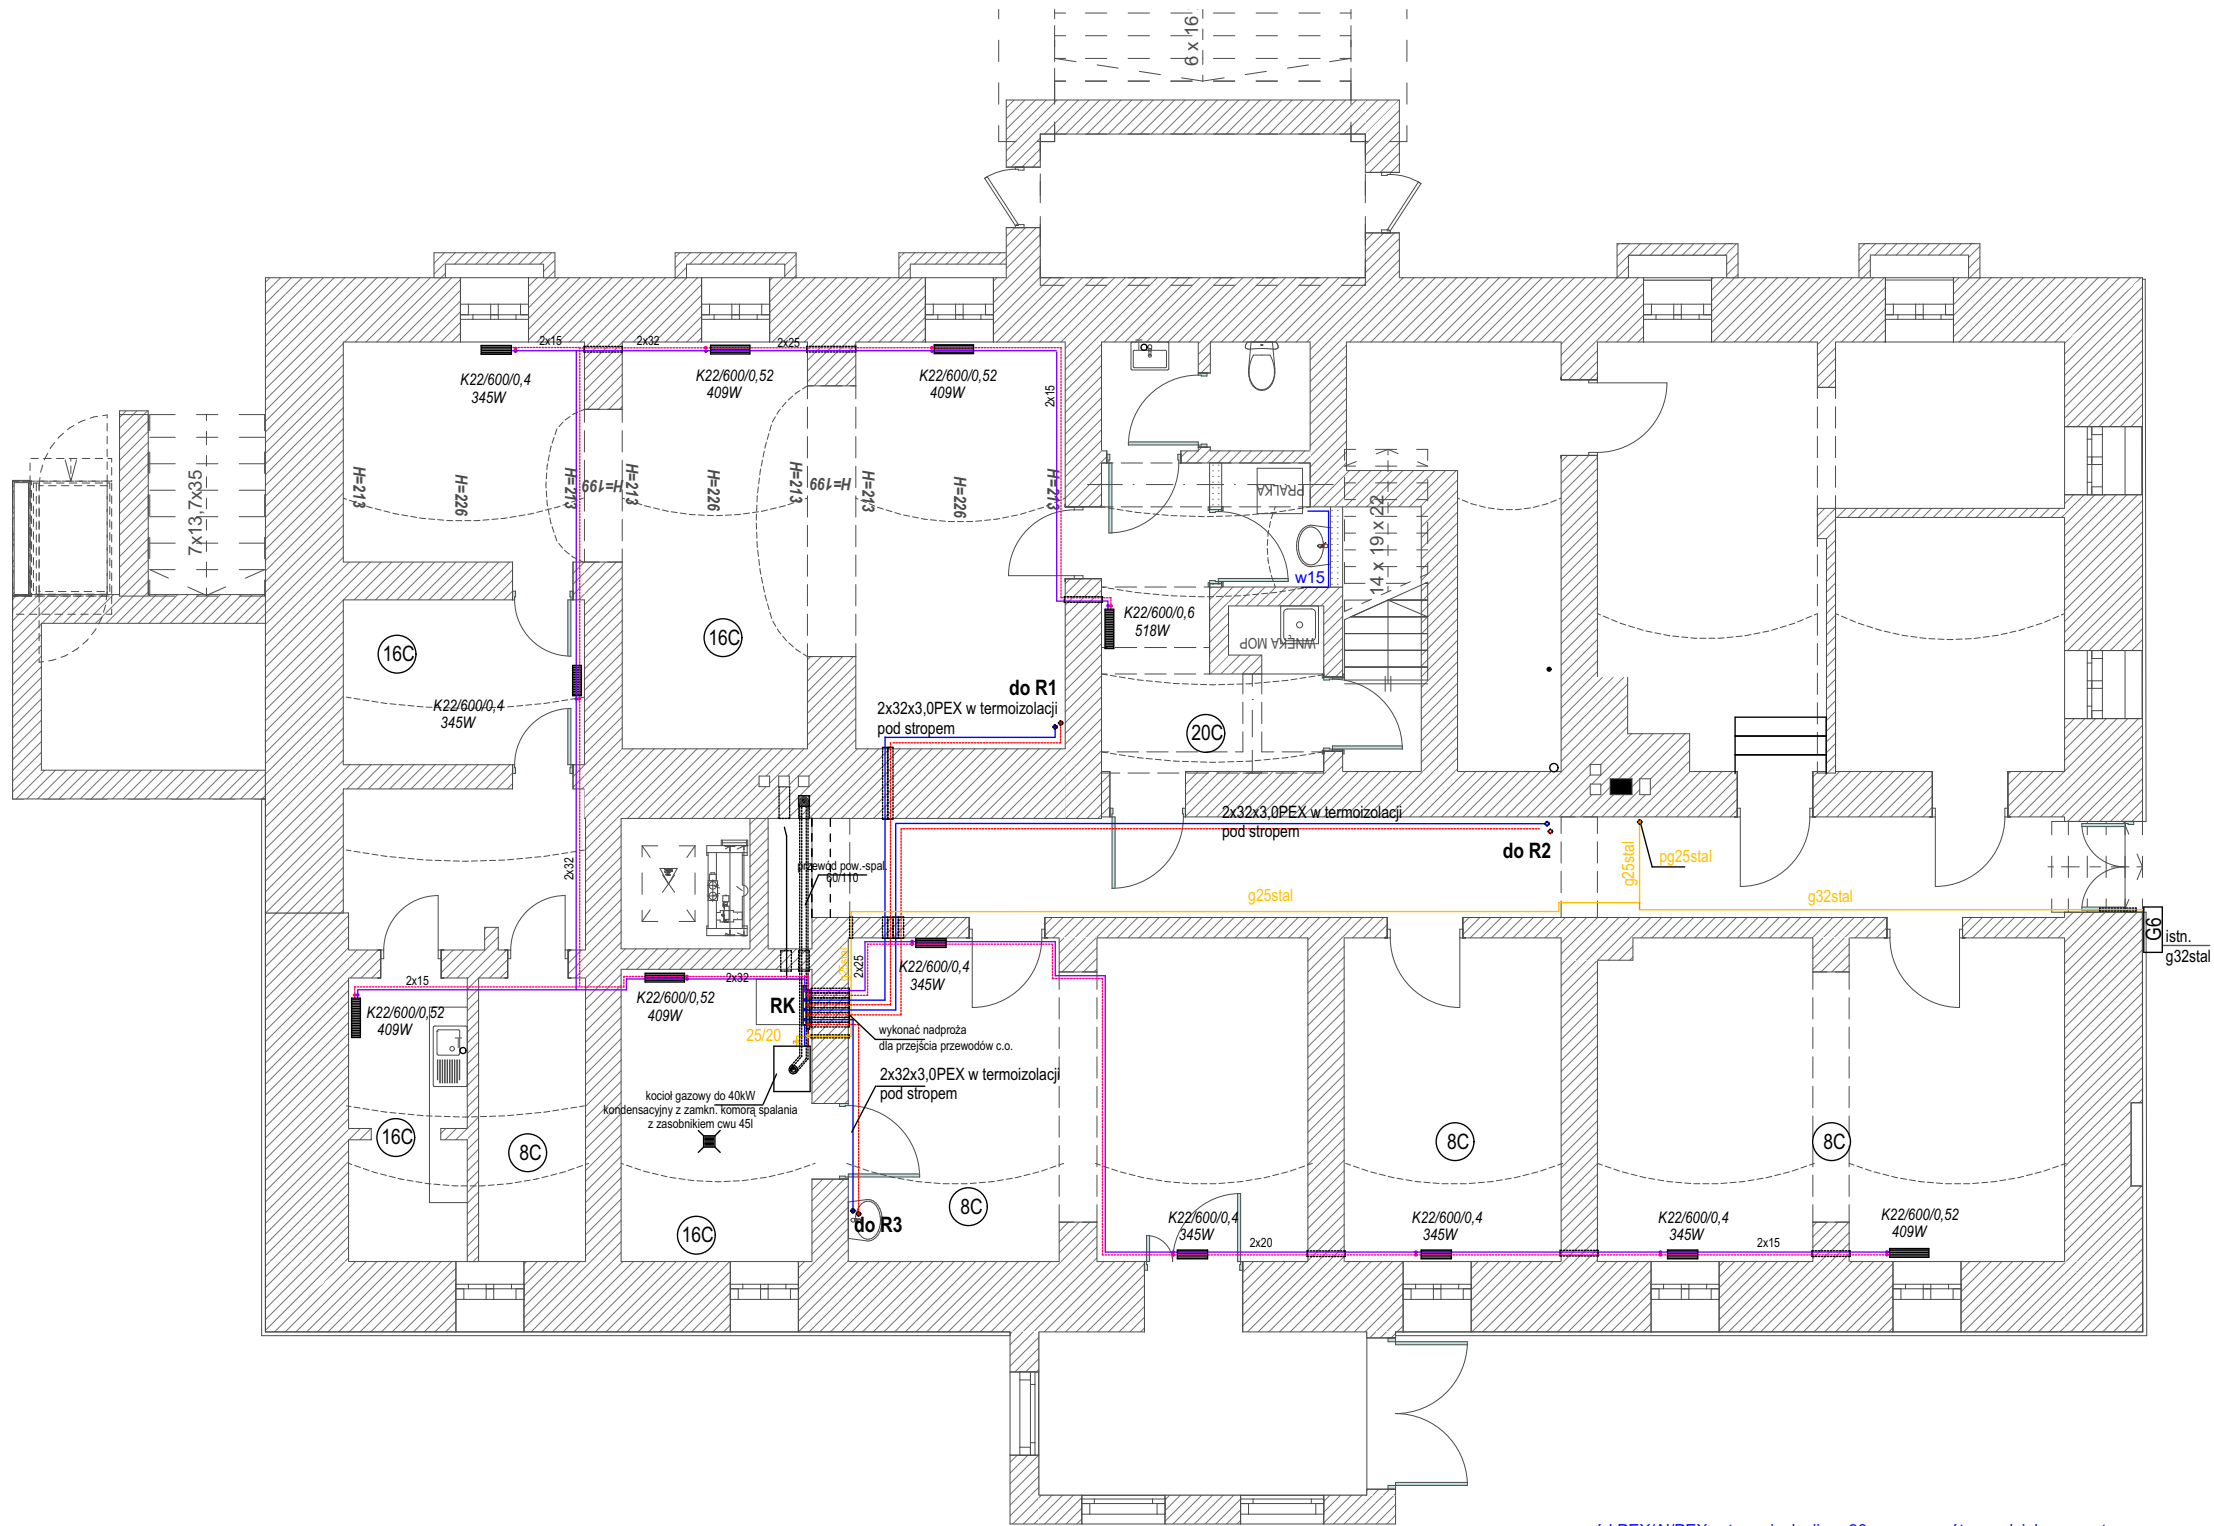 6 x 16
2x15
2x32
2x25
K22/600/0,4
345W
K22/600/0,52
409W
K22/600/0,52
409W
2x15
7x13,7x35
H=213
H=226
H=213
H=199
H=213
H=226
H=213
H=199
H=213
H=226
H=213
PRALKA
14 x 19 x 22
w15
K22/600/0,6
518W
WNĘKA MOP
16C
16C
K22/600/0,4
345W
do R1
2x32x3,0PEX w termoizolacji
pod stropem
20C
2x32x3,0PEX w termoizolacji
pod stropem
do R2
przewód pow.-spal.
60/110
2x32
g25stal
pg25stal
g25stal
g32stal
G6
istn.
g32stal
g25stal
2x25
K22/600/0,4
345W
2x15
K22/600/0,52
409W
2x32
K22/600/0,52
409W
RK
25/20
wykonać nadproża
dla przejścia przewodów c.o.
2x32x3,0PEX w termoizolacji
pod stropem
kocioł gazowy do 40kW
kondensacyjny z zamkn. komorą spalania
z zasobnikiem cwu 45l
16C
8C
8C
8C
16C
8C
do R3
K22/600/0,4
345W
2x20
K22/600/0,4
345W
K22/600/0,4
345W
2x15
K22/600/0,52
409W